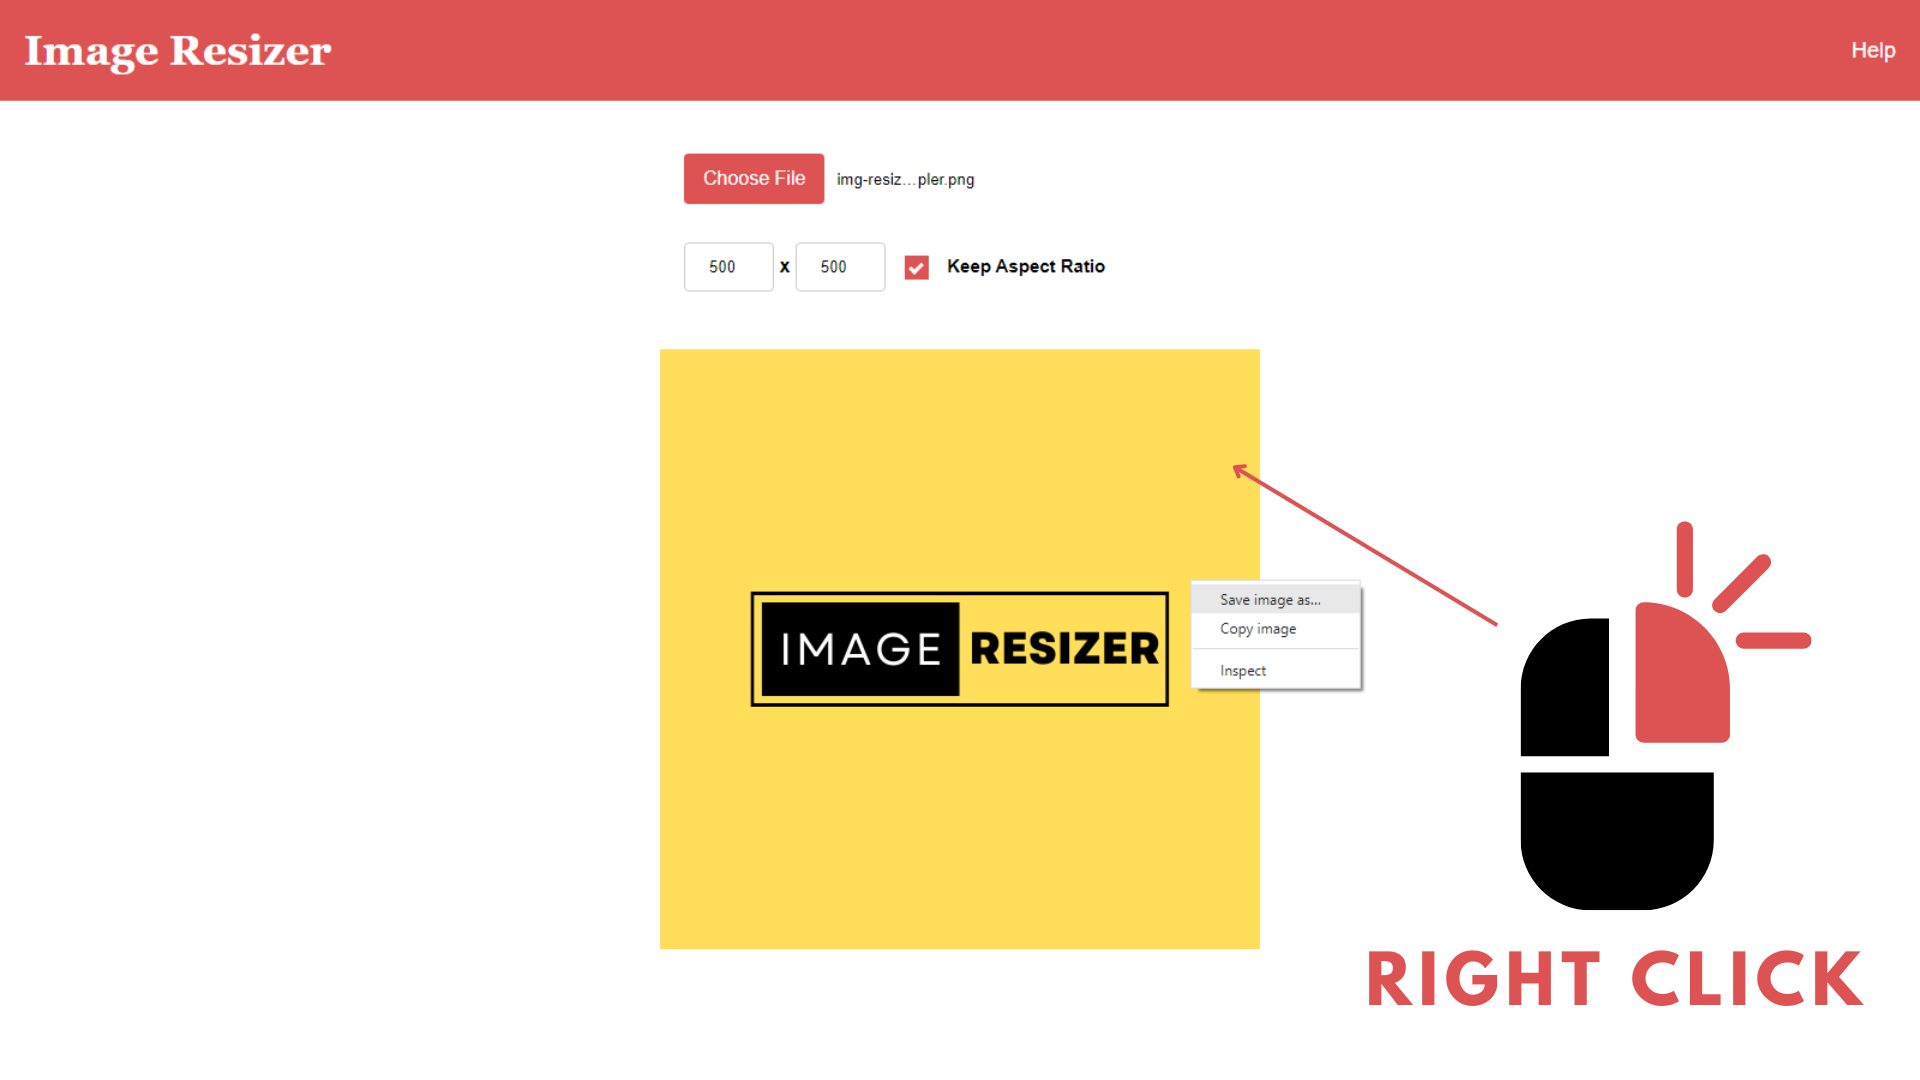 Image Resizer
Help
Choose File img-resiz...pler.png
500 x 500 Keep Aspect Ratio
IMAGE RESIZER
Save image as...
Copy image
Inspect
RIGHT CLICK